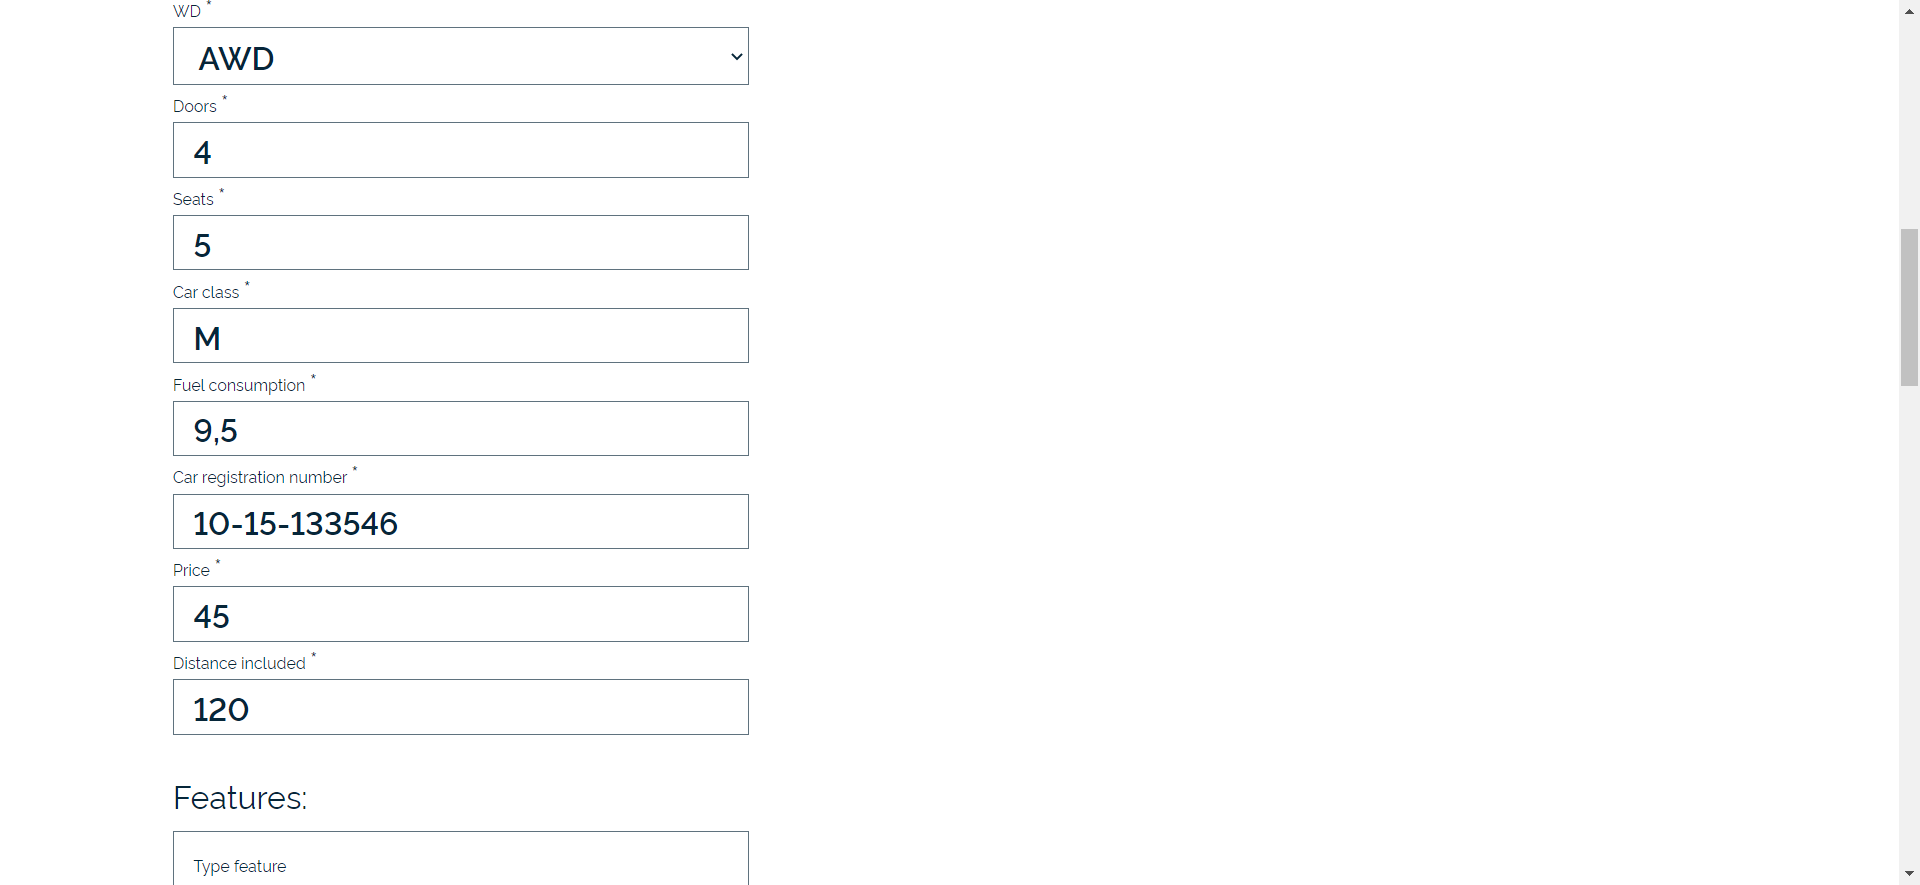 WD *
AWD
Doors *
4
Seats *
5
Car class *
M
Fuel consumption *
9,5
Car registration number *
10-15-133546
Price *
45
Distance included *
120
Features:
Type feature